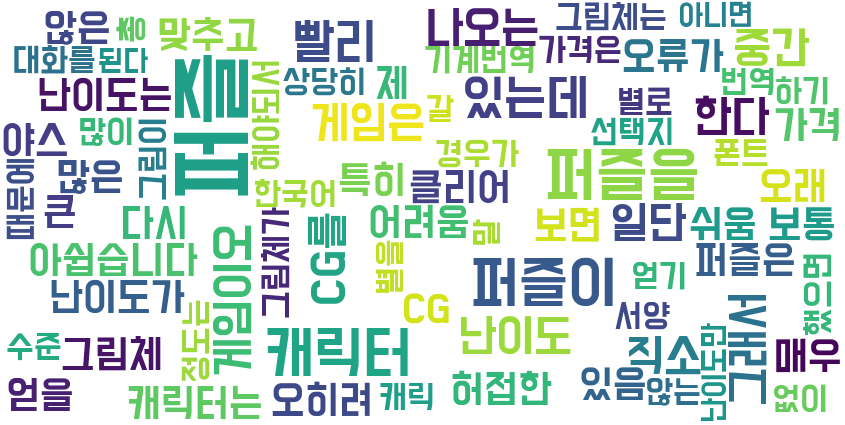 않은 총 맞추고 빨리 나오는 그림체는 아니면
대화를 된다 퍼즐 상당히 제 기계번역 가격은 오류가 중간
난이도는 해야되서 게임은 갈 있는데 별로 번역 하기
야스 많이 그림이 경우가 선택지 한다 가격
때문에 많은 한국어 특히 클리어 퍼즐을 폰트 오래
큰 다시 그림체가 CG를 어려움 말 보면 일단 쉬움 보통
아쉽습니다 게임이오 별을 퍼즐이 얻기 퍼즐은 했으면
난이도가 정도는 CG 난이도 서양 그래도
수준 그림체 캐릭터 직소 난이도만 매우
얻을 캐릭터는 오히려 캐릭 허접한 있음 않는 없이